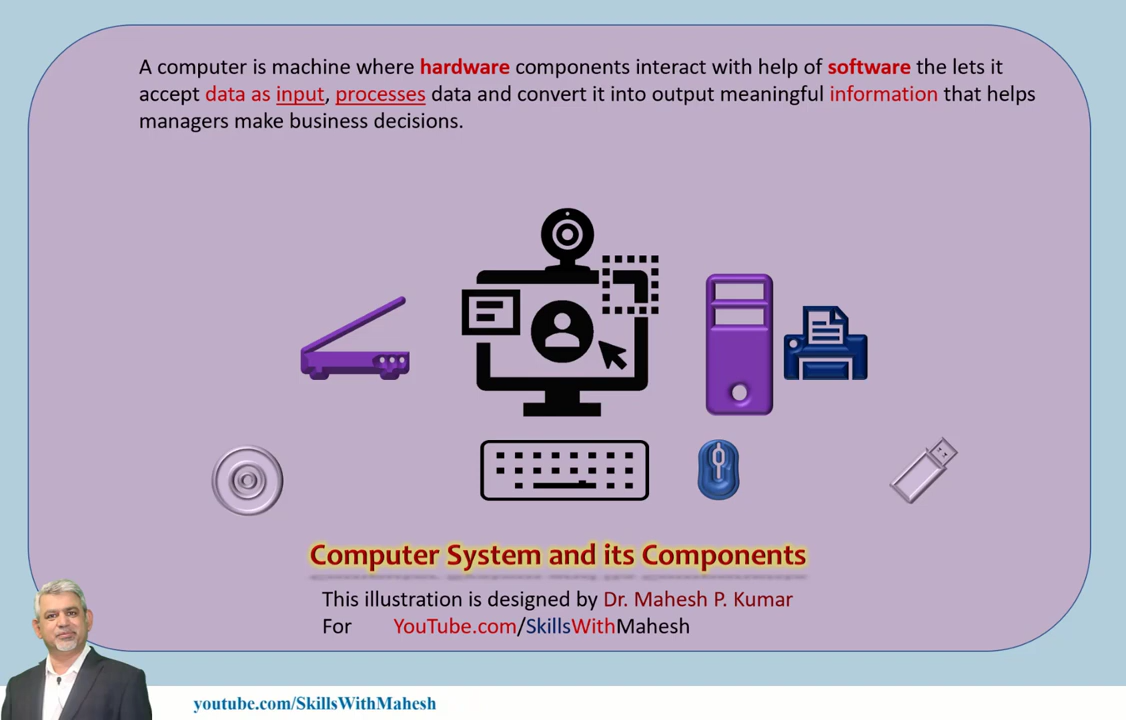 A computer is machine where hardware components interact with help of software the lets it
accept data as input, processes data and convert it into output meaningful information that helps
managers make business decisions.
Computer System and its Components
This illustration is designed by Dr. Mahesh P. Kumar
For YouTube.com/SkillsWithMahesh
youtube.com/SkillsWithMahesh